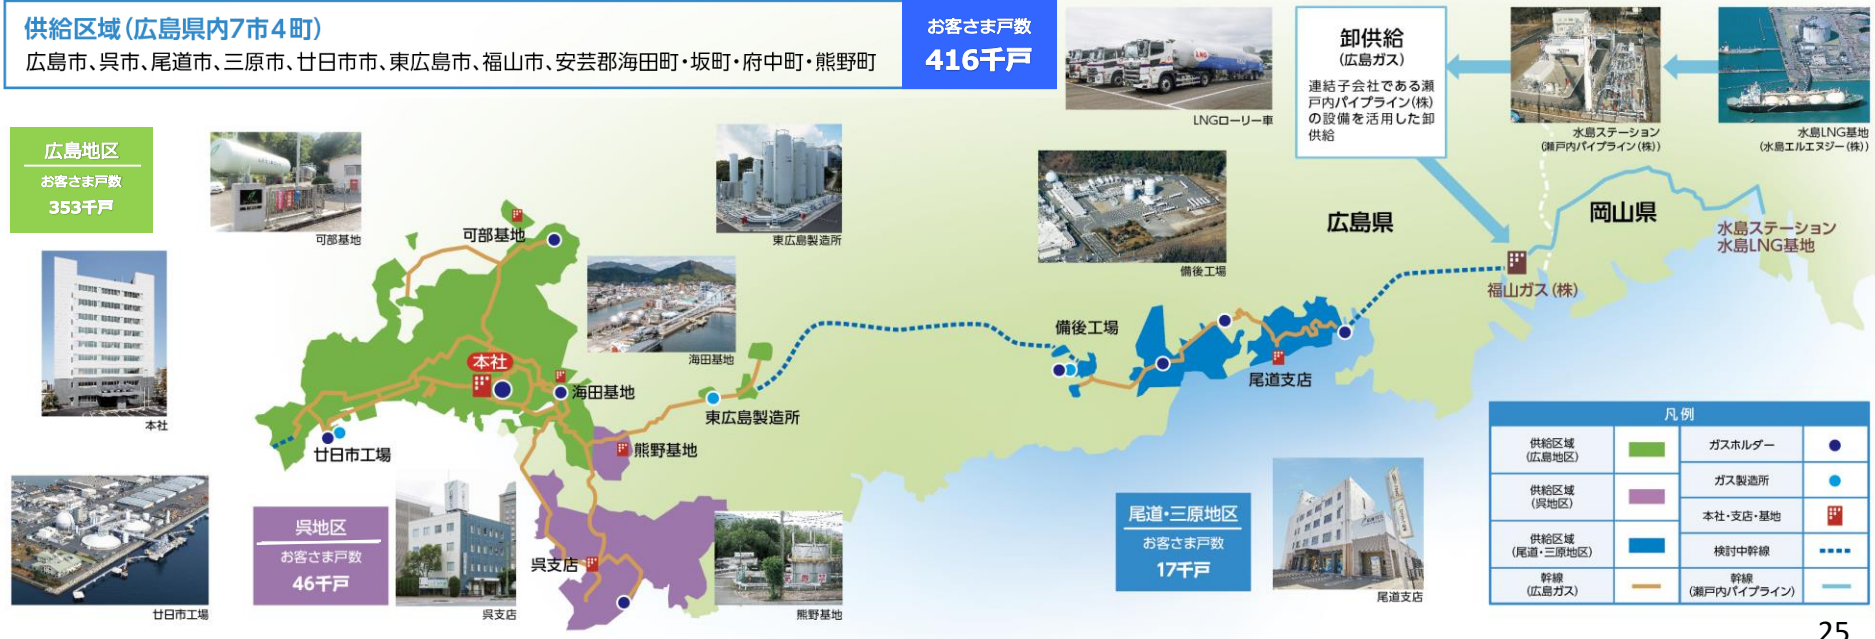 供給区域(広島県内7市4町)
広島市、呉市、尾道市、三原市、廿日市市、東広島市、福山市、安芸郡海田町・坂町・府中町・熊野町
お客さま戸数
416千戸
LNG
LNGローリー車
卸供給
(広島ガス)
連結子会社である瀬
戸内パイプライン(株)
の設備を活用した卸
供給
水島ステーション
(瀬戸内パイプライン(株))
水島LNG基地
(水島エルエヌジー(株))
広島地区
お客さま戸数
353千戸
可部基地
可部基地
東広島製造所
備後工場
広島県
岡山県
水島ステーション
水島LNG基地
福山ガス(株)
本社
海田基地
備後工場
本社
海田基地
尾道支店
東広島製造所
廿日市工場
熊野基地
廿日市工場
呉地区
お客さま戸数
46千戸
呉支店
呉支店
熊野基地
尾道・三原地区
お客さま戸数
17千戸
尾道支店
凡例
供給区域
(広島地区)
ガスホルダー
供給区域
(呉地区)
ガス製造所
本社・支店・基地
供給区域
(尾道・三原地区)
検討中幹線
幹線
(広島ガス)
幹線
(瀬戸内パイプライン)
25